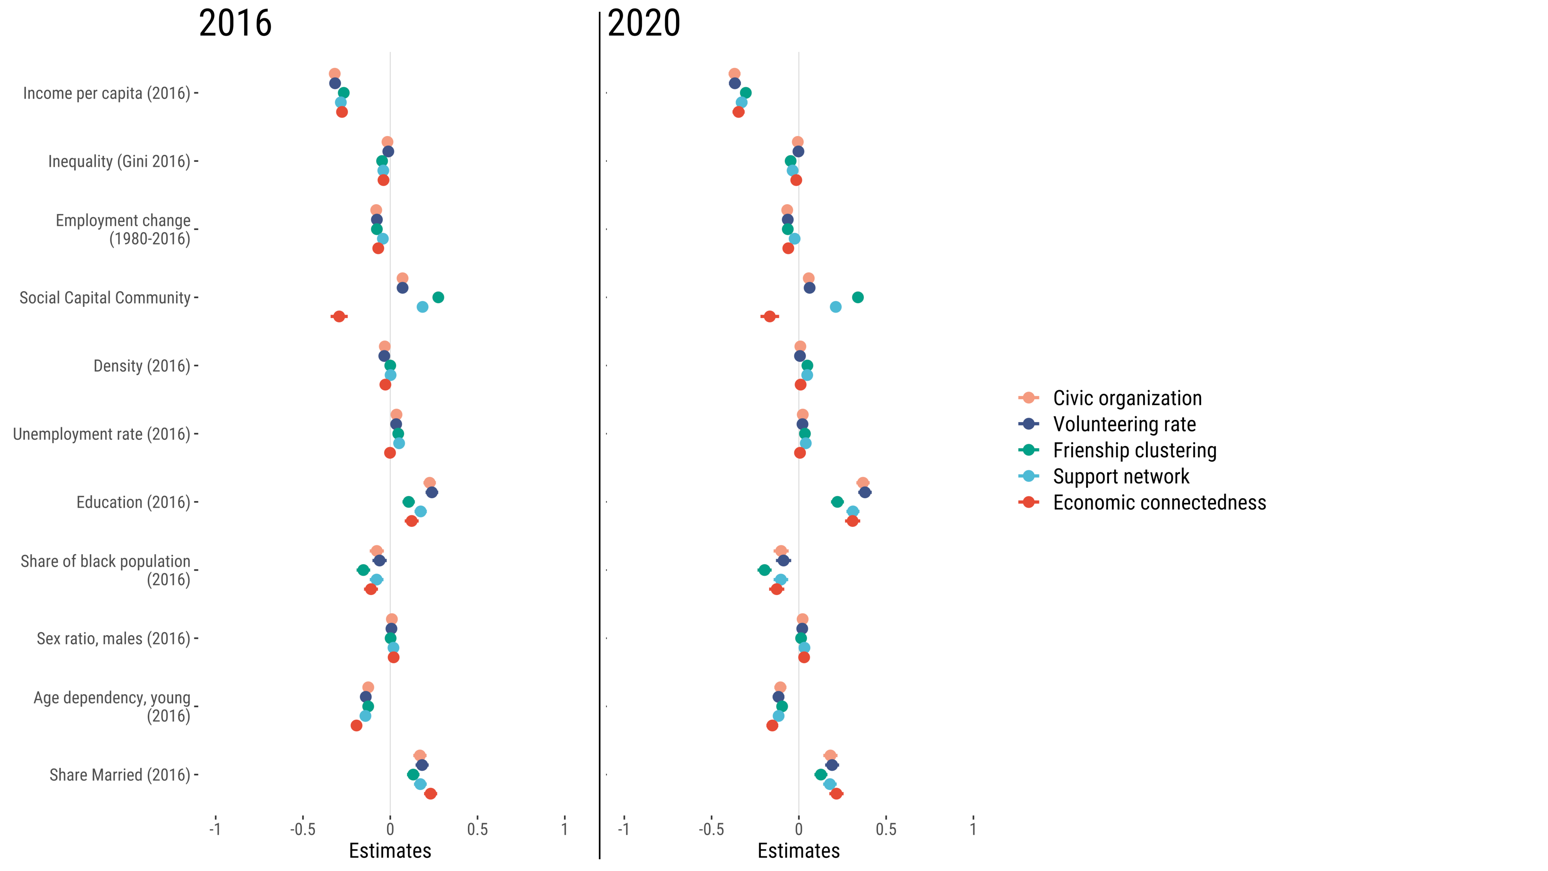 2016
2020
Income per capita (2016)
Inequality (Gini 2016)
Employment change
(1980-2016)
Social Capital Community
Density (2016)
Unemployment rate (2016)
Education (2016)
Share of black population
(2016)
Sex ratio, males (2016)
Age dependency, young
(2016)
Share Married (2016)
-1 -0.5 0 0.5 1
Estimates
-1 -0.5 0 0.5 1
Estimates
Civic organization
Volunteering rate
Frienship clustering
Support network
Economic connectedness